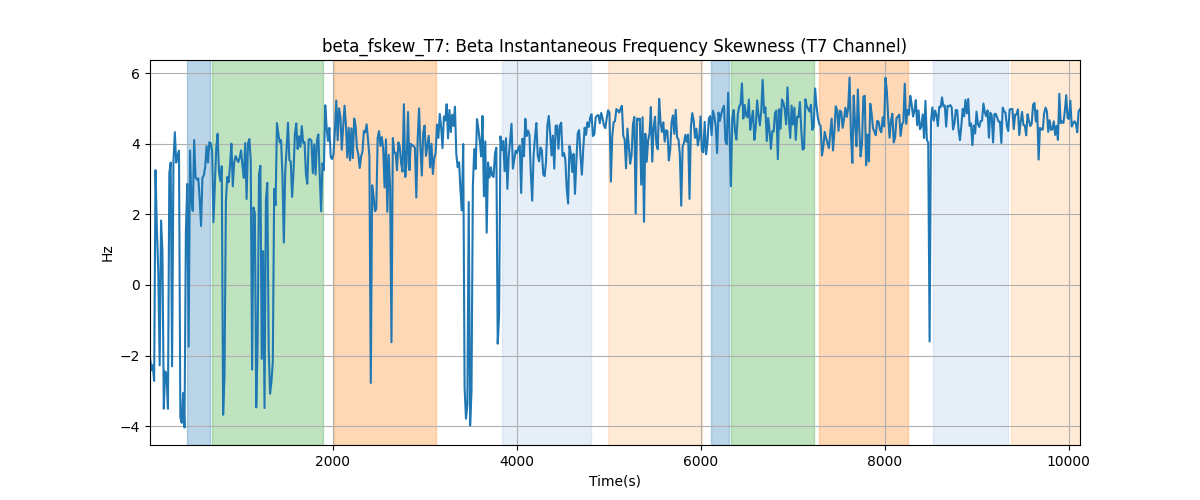 beta_fskew_T7: Beta Instantaneous Frequency Skewness (T7 Channel)
6
4
2
0
−2
−4
Hz
2000 4000 6000 8000 10000
Time(s)